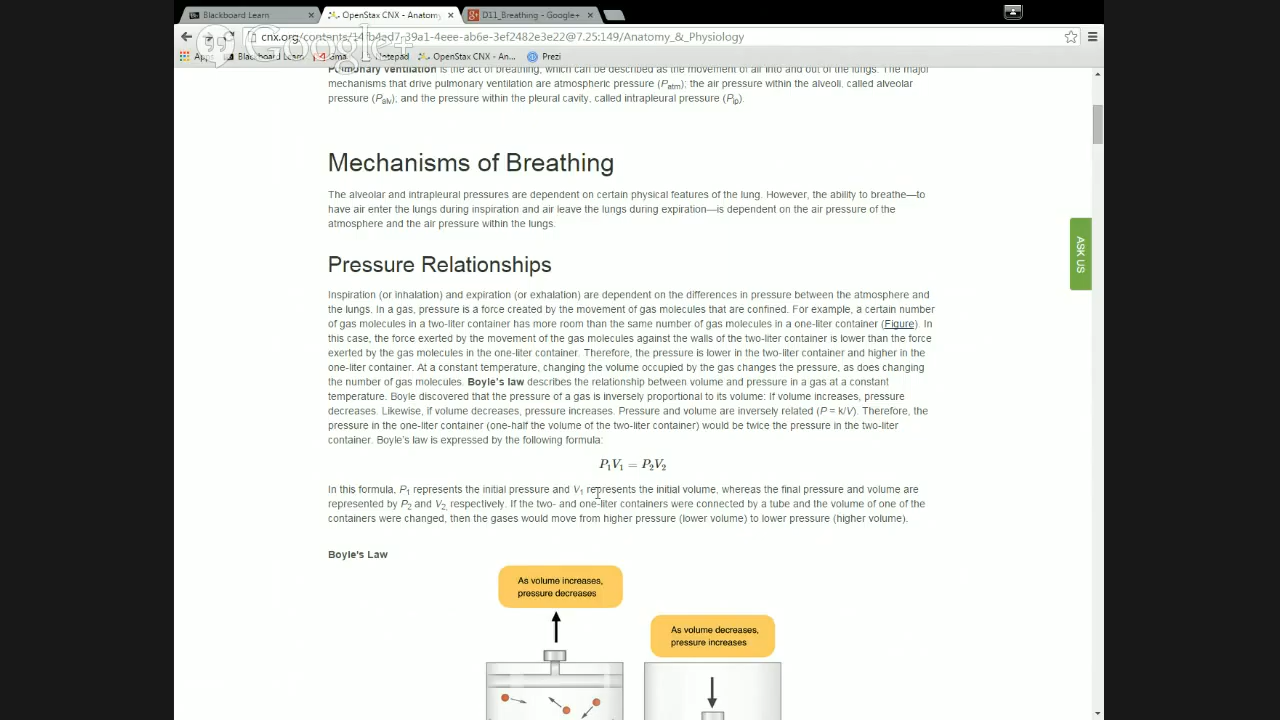 Blackboard Learn
OpenStax CNX - Anatomy
D11_Breathing - Google+
cnx.org/contents/14fb4ad7-39a1-4eee-ab6e-3ef2482e3e22@7.25:149/Anatomy_&_Physiology
Google+
Apps Blackboard Learn Gmail Notepad OpenStax CNX - An... Prezi
Pulmonary ventilation is the act of breathing, which can be described as the movement of air into and out of the lungs. The major
mechanisms that drive pulmonary ventilation are atmospheric pressure (Patm); the air pressure within the alveoli, called alveolar
pressure (Palv); and the pressure within the pleural cavity, called intrapleural pressure (Pip).
Mechanisms of Breathing
The alveolar and intrapleural pressures are dependent on certain physical features of the lung. However, the ability to breathe—to
have air enter the lungs during inspiration and air leave the lungs during expiration—is dependent on the air pressure of the
atmosphere and the air pressure within the lungs.
ASK US
Pressure Relationships
Inspiration (or inhalation) and expiration (or exhalation) are dependent on the differences in pressure between the atmosphere and
the lungs. In a gas, pressure is a force created by the movement of gas molecules that are confined. For example, a certain number
of gas molecules in a two-liter container has more room than the same number of gas molecules in a one-liter container (Figure). In
this case, the force exerted by the movement of the gas molecules against the walls of the two-liter container is lower than the force
exerted by the gas molecules in the one-liter container. Therefore, the pressure is lower in the two-liter container and higher in the
one-liter container. At a constant temperature, changing the volume occupied by the gas changes the pressure, as does changing
the number of gas molecules. Boyle's law describes the relationship between volume and pressure in a gas at a constant
temperature. Boyle discovered that the pressure of a gas is inversely proportional to its volume: If volume increases, pressure
decreases. Likewise, if volume decreases, pressure increases. Pressure and volume are inversely related (P = k/V). Therefore, the
pressure in the one-liter container (one-half the volume of the two-liter container) would be twice the pressure in the two-liter
container. Boyle's law is expressed by the following formula:
P1V1 = P2V2
In this formula, P1 represents the initial pressure and V1 represents the initial volume, whereas the final pressure and volume are
represented by P2 and V2, respectively. If the two- and one-liter containers were connected by a tube and the volume of one of the
containers were changed, then the gases would move from higher pressure (lower volume) to lower pressure (higher volume).
Boyle's Law
As volume increases,
pressure decreases
As volume decreases,
pressure increases